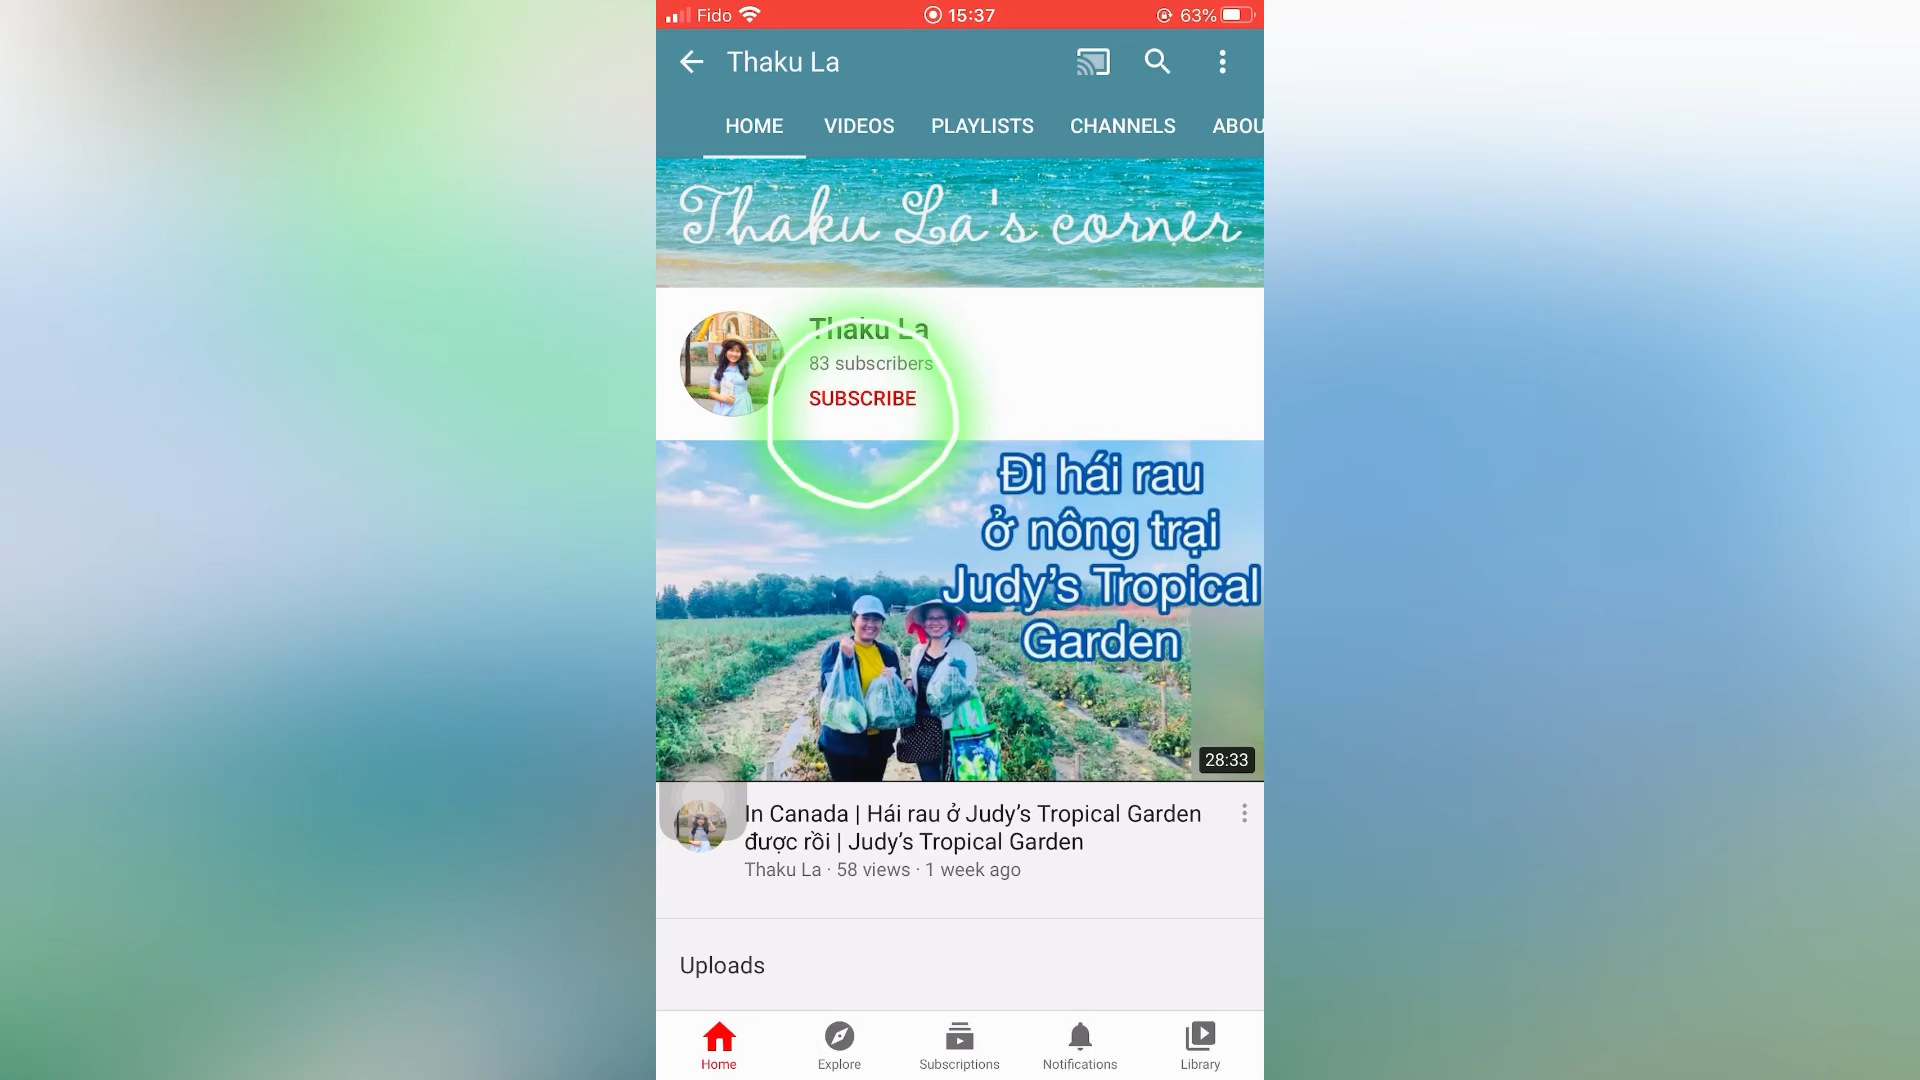 Fido 15:37 63%
Thaku La
HOME VIDEOS PLAYLISTS CHANNELS ABOU
Thaku La's corner
Thaku La
83 subscribers
SUBSCRIBE
Đi hái rau
ở nông trại
Judy's Tropical
Garden
28:33
In Canada | Hái rau ở Judy's Tropical Garden
được rồi | Judy's Tropical Garden
Thaku La · 58 views · 1 week ago
Uploads
Home Explore Subscriptions Notifications Library